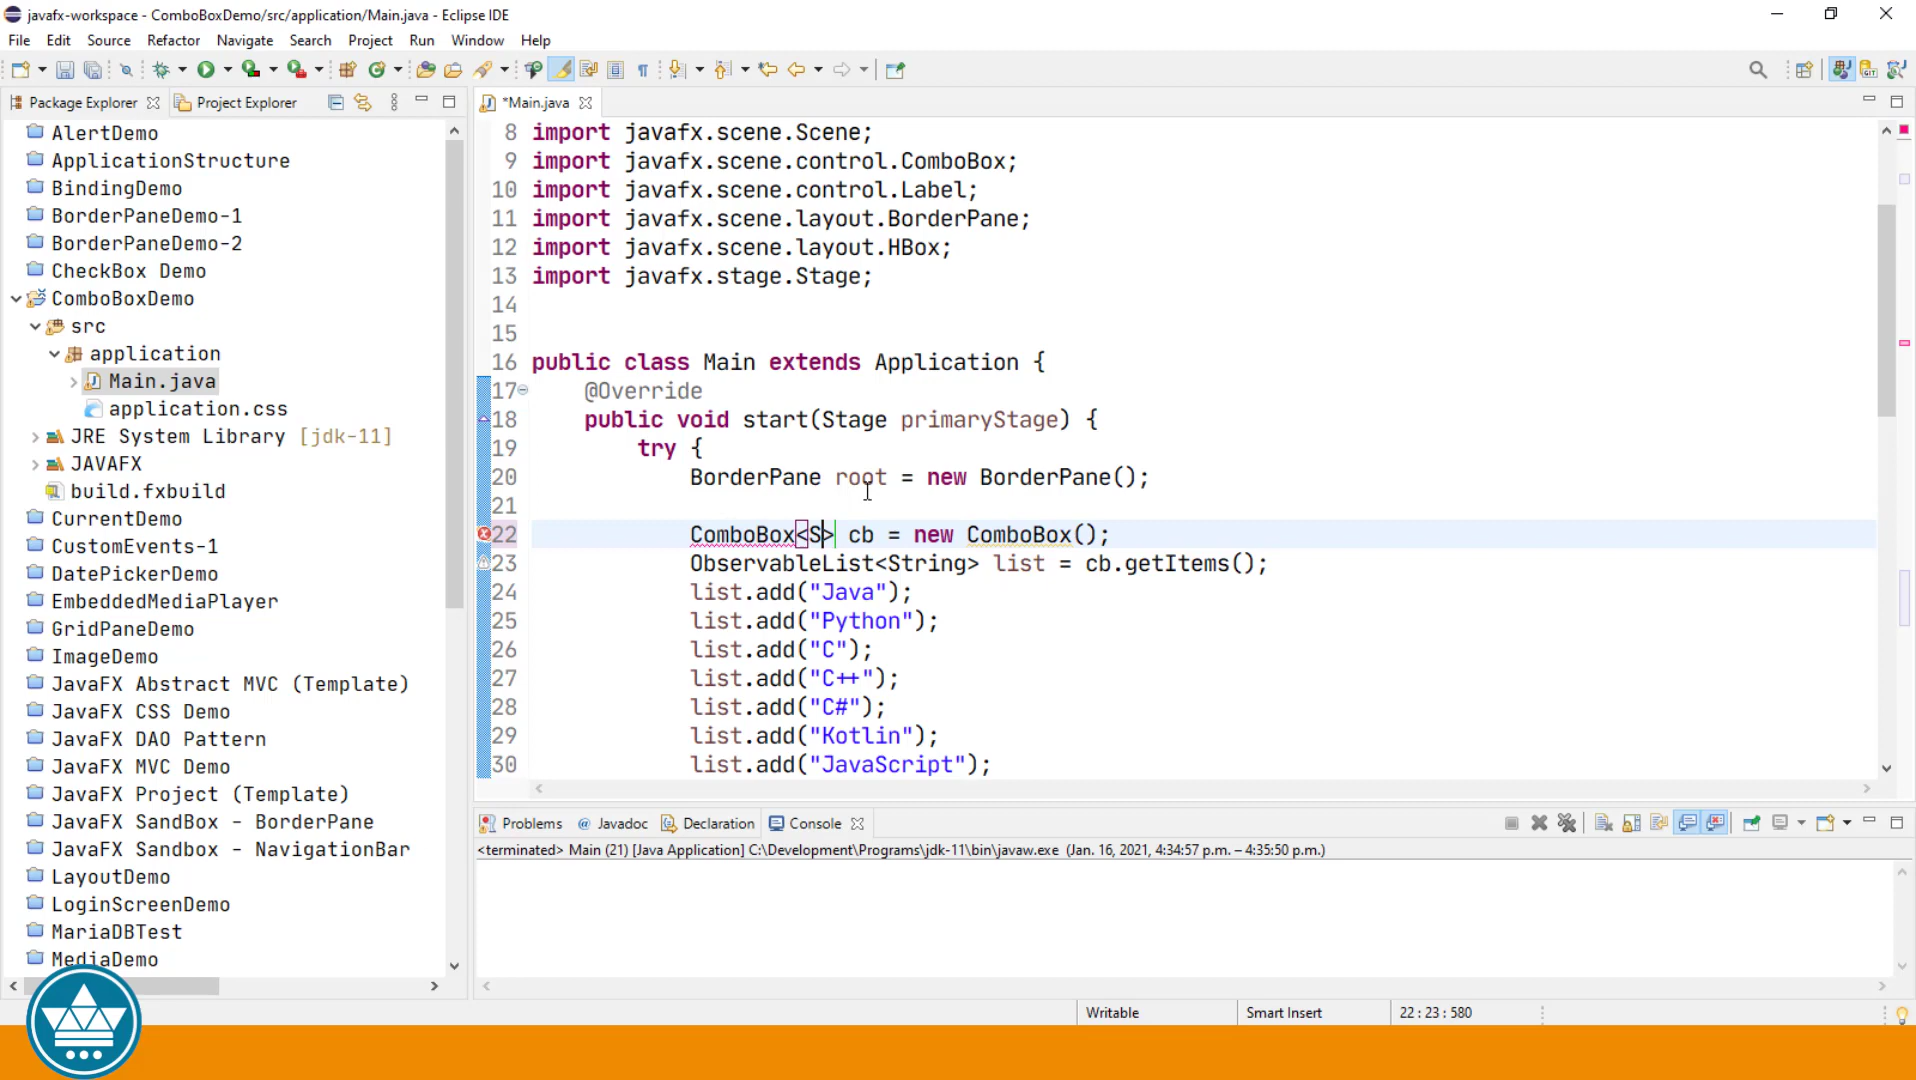 javafx-workspace - ComboBoxDemo/src/application/Main.java - Eclipse IDE
File Edit Source Refactor Navigate Search Project Run Window Help
Package Explorer Project Explorer
AlertDemo
ApplicationStructure
BindingDemo
BorderPaneDemo-1
BorderPaneDemo-2
CheckBox Demo
ComboBoxDemo
src
application
Main.java
application.css
JRE System Library [jdk-11]
JAVAFX
build.fxbuild
CurrentDemo
CustomEvents-1
DatePickerDemo
EmbeddedMediaPlayer
GridPaneDemo
ImageDemo
JavaFX Abstract MVC (Template)
JavaFX CSS Demo
JavaFX DAO Pattern
JavaFX MVC Demo
JavaFX Project (Template)
JavaFX SandBox - BorderPane
JavaFX Sandbox - NavigationBar
LayoutDemo
LoginScreenDemo
MariaDBTest
MediaDemo
*Main.java
8 import javafx.scene.Scene;
9 import javafx.scene.control.ComboBox;
10 import javafx.scene.control.Label;
11 import javafx.scene.layout.BorderPane;
12 import javafx.scene.layout.HBox;
13 import javafx.stage.Stage;
14
15
16 public class Main extends Application {
17 @Override
18 public void start(Stage primaryStage) {
19 try {
20 BorderPane root = new BorderPane();
21
22 ComboBox<S> cb = new ComboBox();
23 ObservableList<String> list = cb.getItems();
24 list.add("Java");
25 list.add("Python");
26 list.add("C");
27 list.add("C++");
28 list.add("C#");
29 list.add("Kotlin");
30 list.add("JavaScript");
Problems @ Javadoc Declaration Console
<terminated> Main (21) [Java Application] C:\Development\Programs\jdk-11\bin\javaw.exe (Jan. 16, 2021, 4:34:57 p.m. – 4:35:50 p.m.)
Writable Smart Insert 22 : 23 : 580